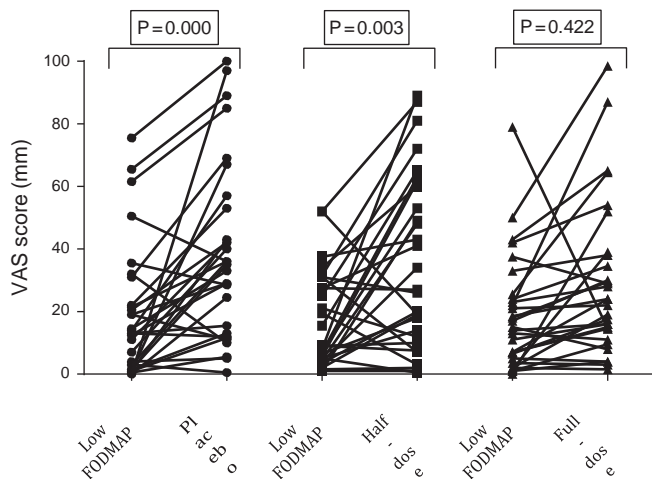 P=0.000
P=0.003
P=0.422
VAS score (mm)
100
80
60
40
20
0
Low
FODMAP
Pl
ac
eb
o
Low
FODMAP
Half
-
dos
e
Low
FODMAP
Full
-
dos
e